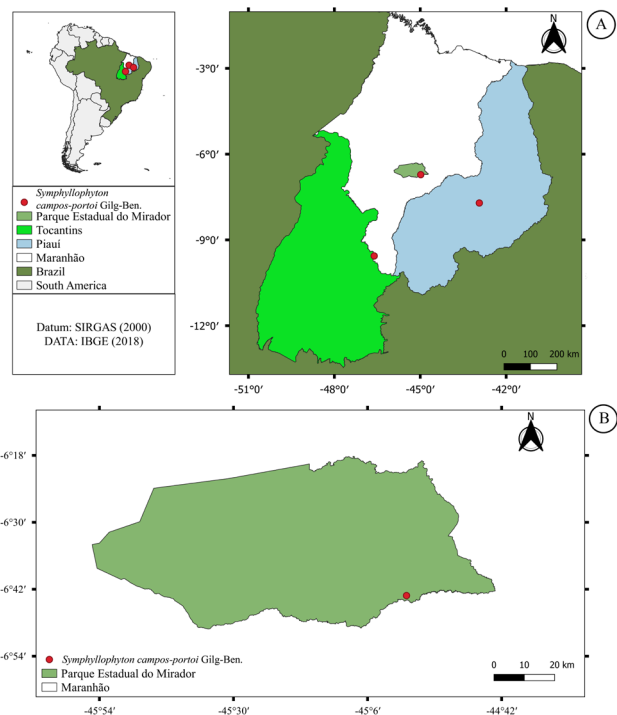 N
A
-3°0′
-6°0′
-9°0′
-12°0′
0 100 200 km
-51°0′ -48°0′ -45°0′ -42°0′
Symphyllophyton
campos-portoi Gilg-Ben.
Parque Estadual do Mirador
Tocantins
Piauí
Maranhão
Brazil
South America
Datum: SIRGAS (2000)
DATA: IBGE (2018)
N
B
-6°18′
-6°30′
-6°42′
-6°54′
Symphyllophyton campos-portoi Gilg-Ben.
Parque Estadual do Mirador
Maranhão
0 10 20 km
-45°54′ -45°30′ -45°6′ -44°42′